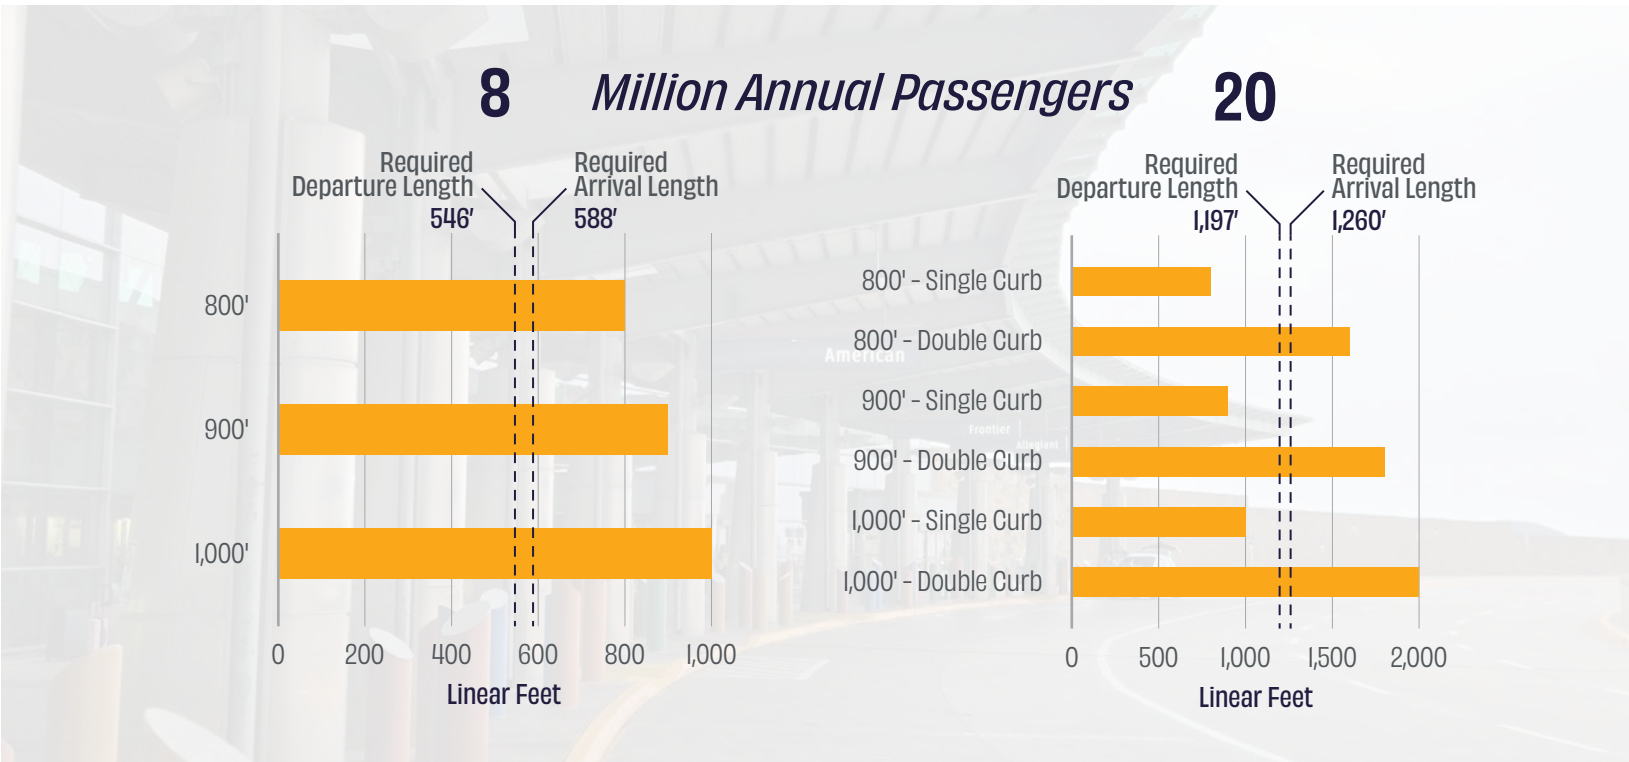 8 Million Annual Passengers 20
Required
Departure Length
546'
Required
Arrival Length
588'
800'
900'
1,000'
0 200 400 600 800 1,000
Linear Feet
Required
Departure Length
1,197'
Required
Arrival Length
1,260'
800' - Single Curb
800' - Double Curb
900' - Single Curb
900' - Double Curb
1,000' - Single Curb
1,000' - Double Curb
0 500 1,000 1,500 2,000
Linear Feet
American
Frontier
Allegiant